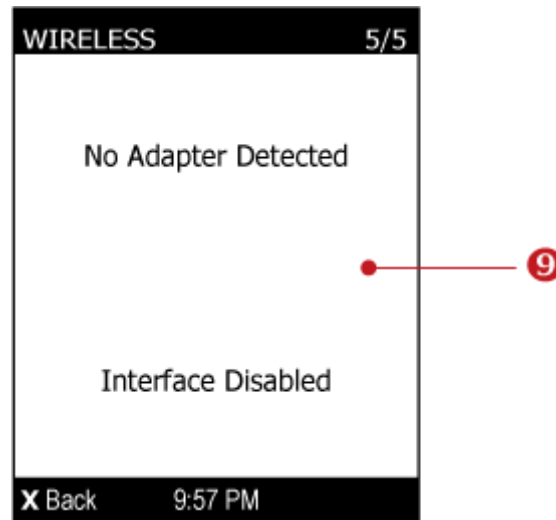 WIRELESS 5/5
No Adapter Detected
9
Interface Disabled
X Back 9:57 PM